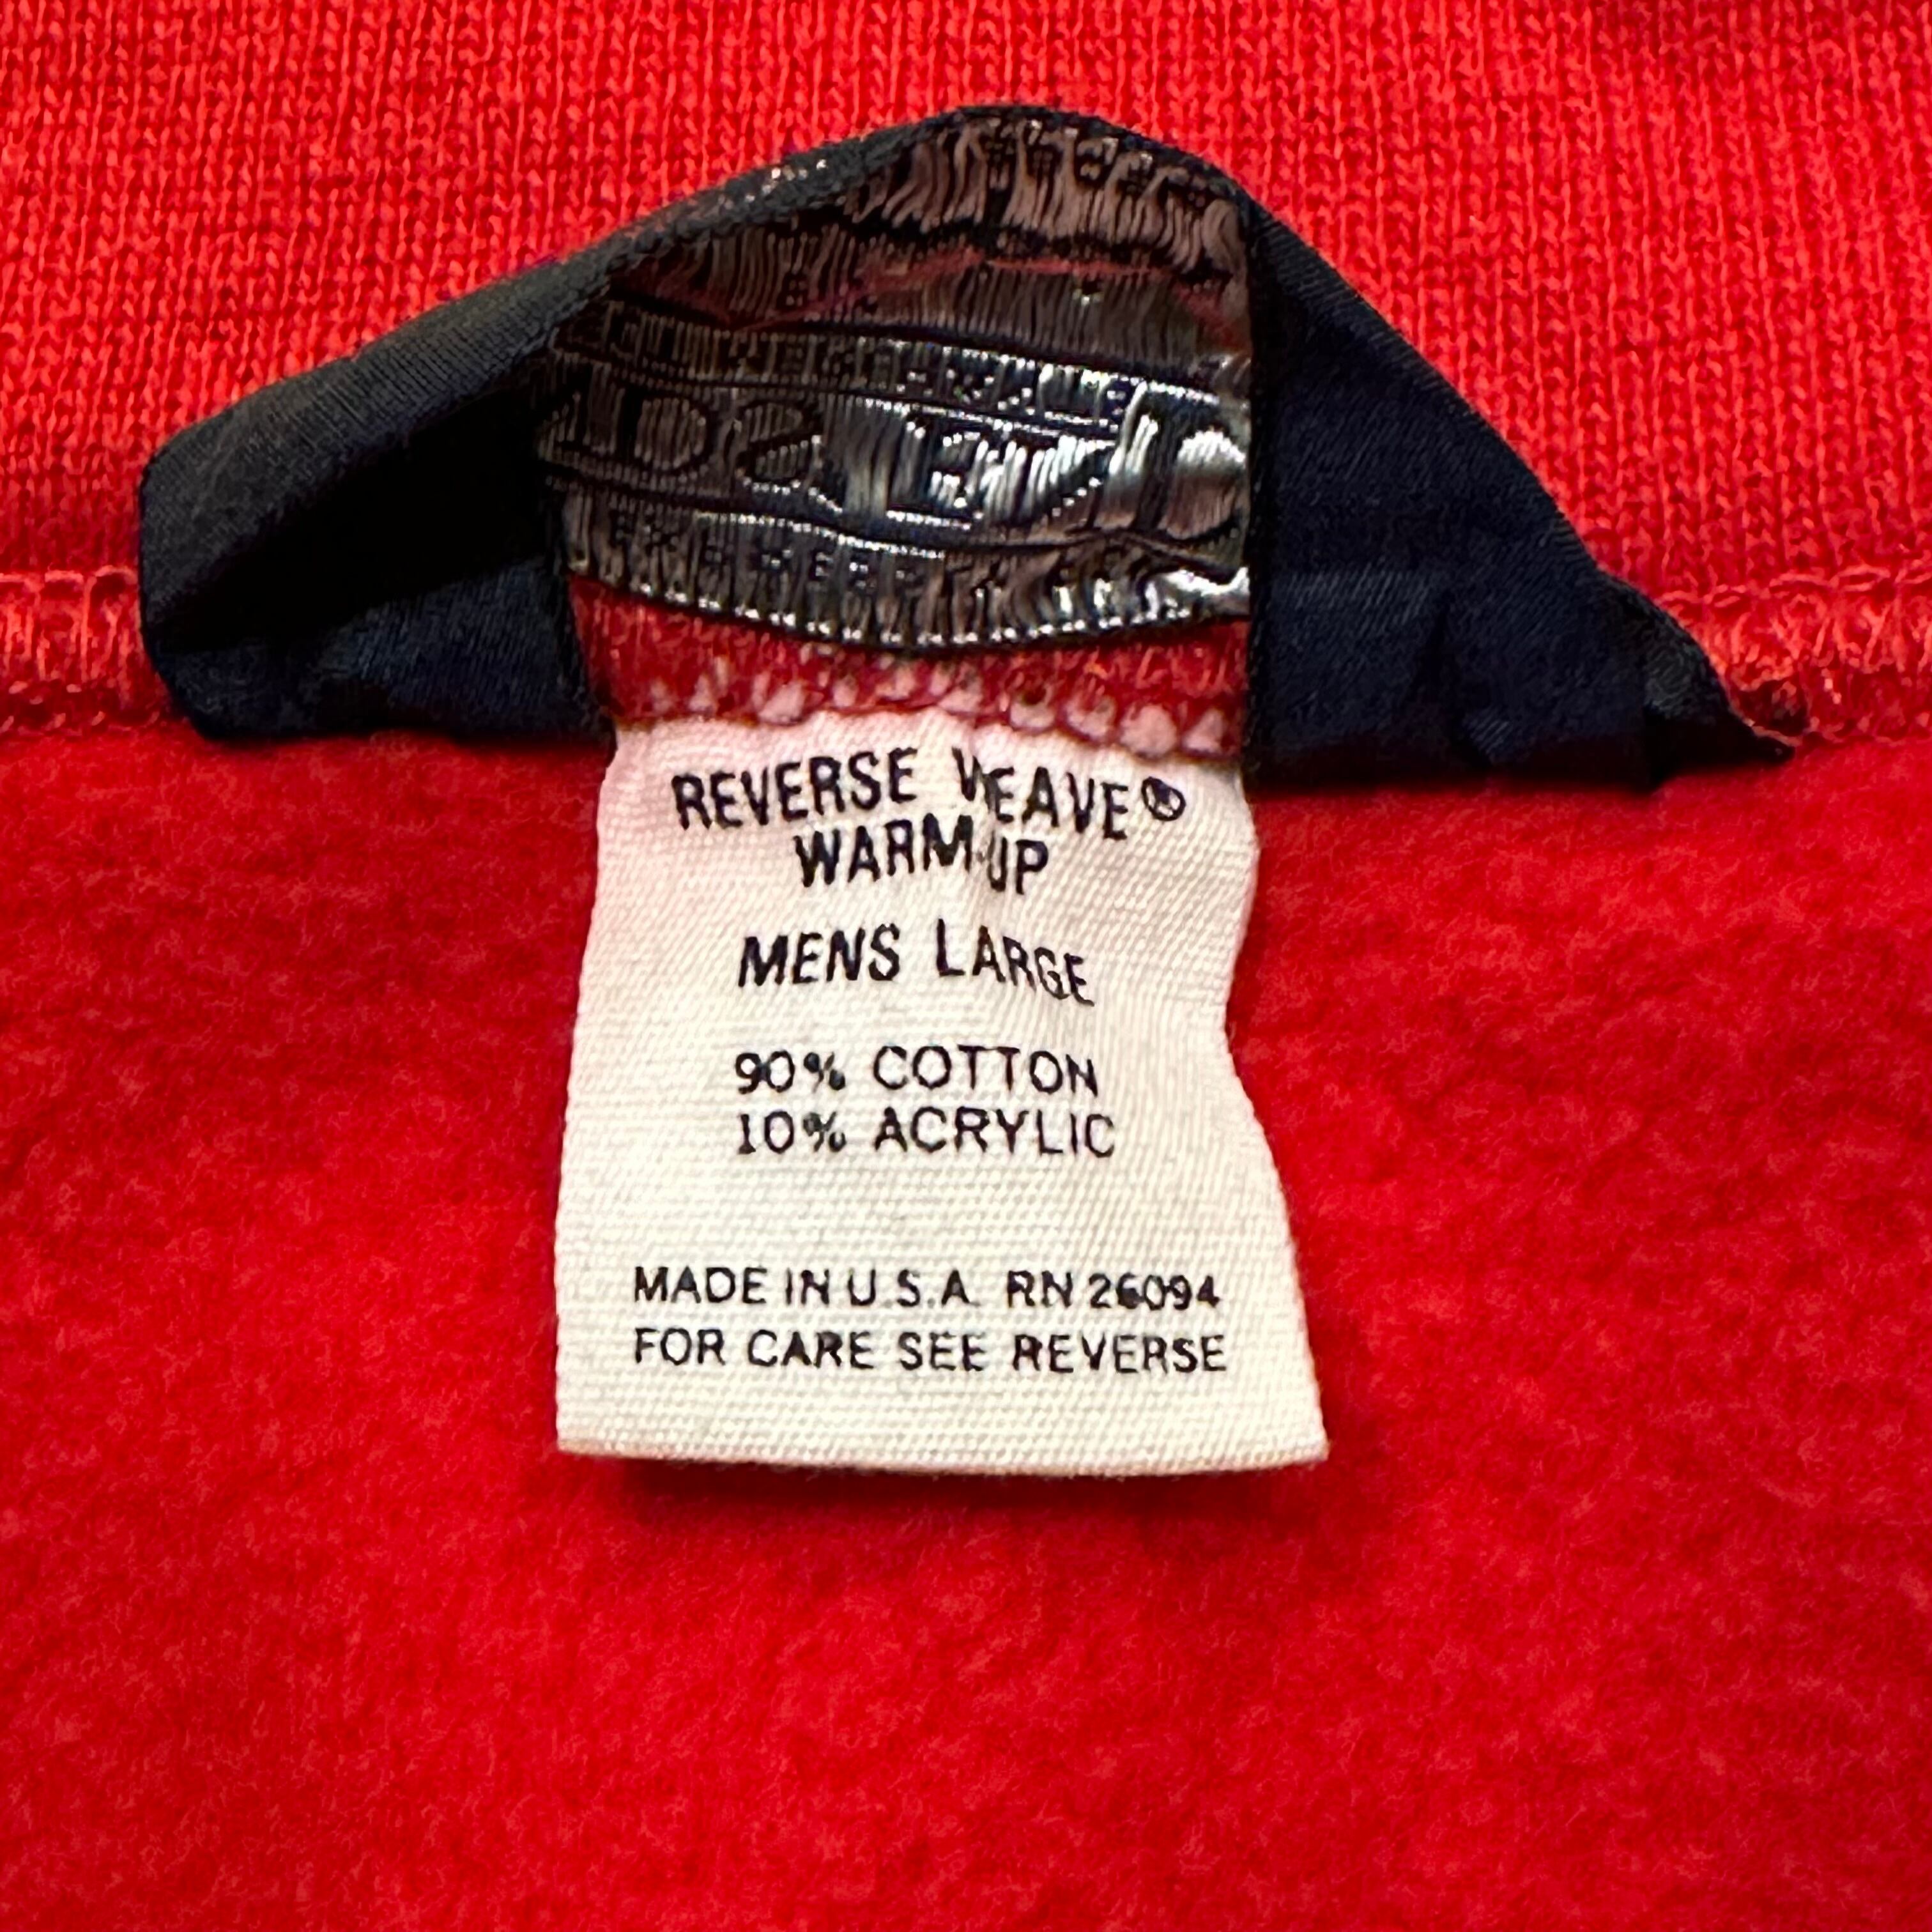 REVERSE WEAVE®
WARM-UP
MENS LARGE
90% COTTON
10% ACRYLIC
MADE IN U.S.A. RN 26094
FOR CARE SEE REVERSE